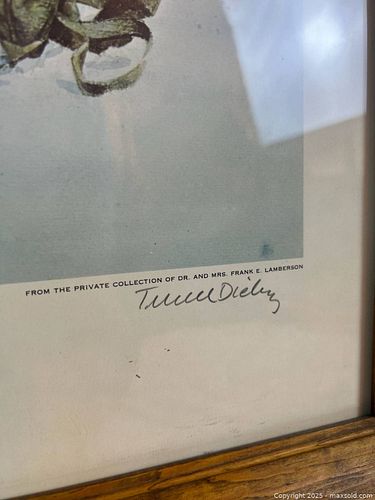 FROM THE PRIVATE COLLECTION OF DR. AND MRS. FRANK E. LAMBERSON
Copyright 2025 - maxsold.com